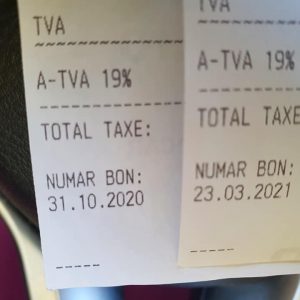 TVA
A-TVA 19%
TOTAL TAXE:
NUMAR BON:
31.10.2020
TVA
A-TVA 19%
TOTAL TAXE
NUMAR BON:
23.03.2021